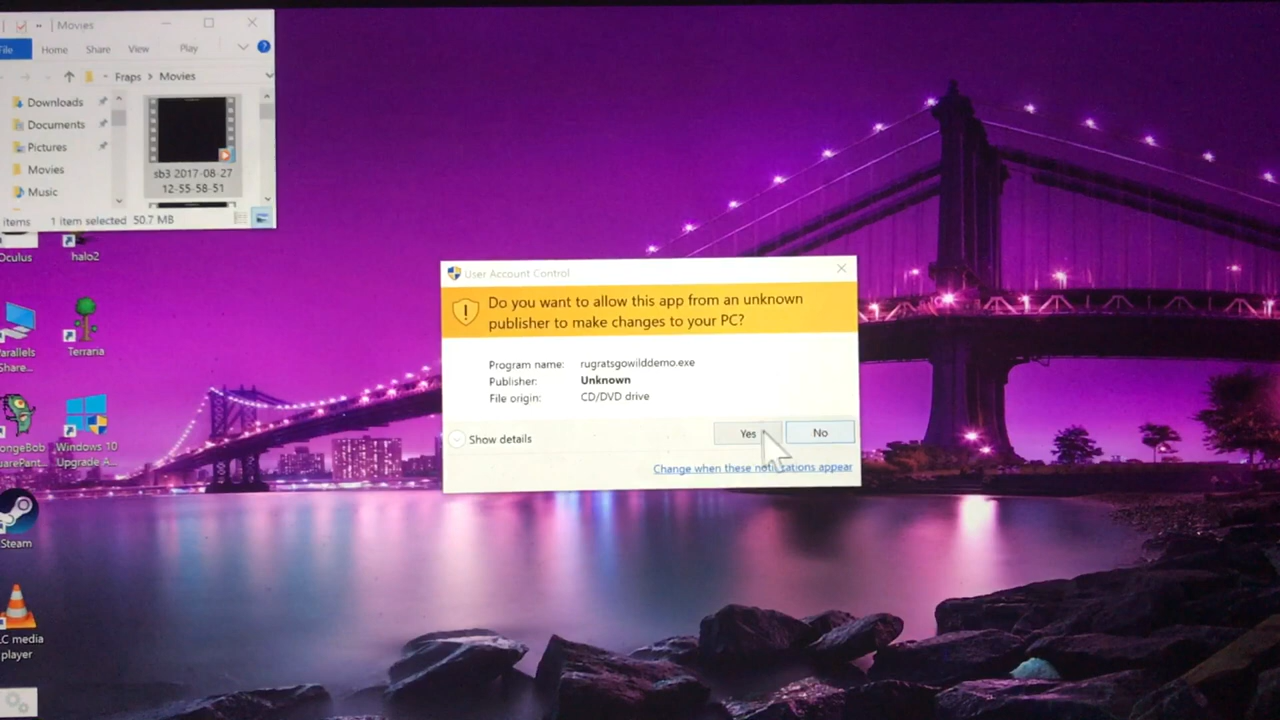 Movies
File Home Share View Play
Fraps > Movies
Downloads
Documents
Pictures
Movies
Music
sb3 2017-08-27
12-55-58-51
items 1 item selected 50.7 MB
Oculus
halo2
Parallels
Share...
Terraria
ongeBob
uarePant...
Windows 10
Upgrade A...
Steam
LC media
player
User Account Control
Do you want to allow this app from an unknown
publisher to make changes to your PC?
Program name: rugratsgowilddemo.exe
Publisher: Unknown
File origin: CD/DVD drive
Show details
Yes
No
Change when these notifications appear